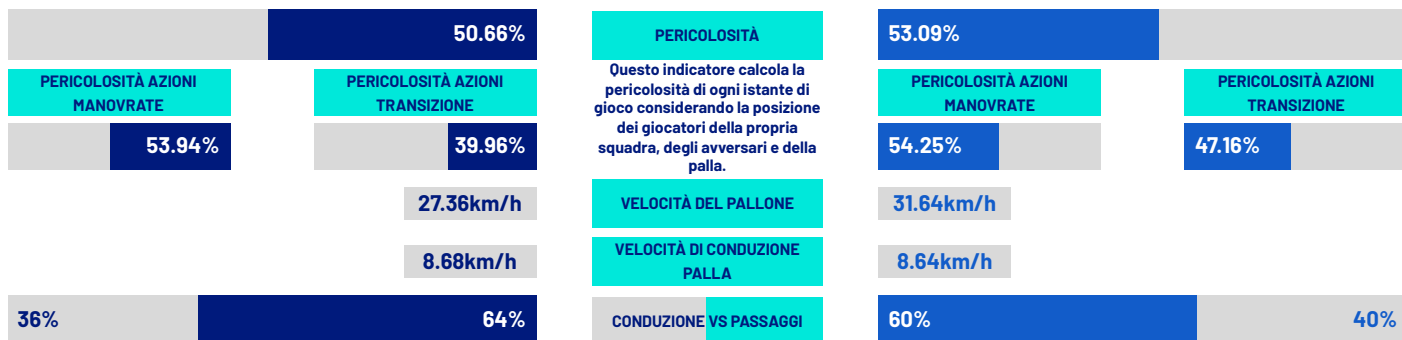 50.66%
PERICOLOSITÀ
53.09%
PERICOLOSITÀ AZIONI
MANOVRATE
PERICOLOSITÀ AZIONI
TRANSIZIONE
Questo indicatore calcola la
pericolosità di ogni istante di
gioco considerando la posizione
dei giocatori della propria
squadra, degli avversari e della
palla.
PERICOLOSITÀ AZIONI
MANOVRATE
PERICOLOSITÀ AZIONI
TRANSIZIONE
53.94%
39.96%
54.25%
47.16%
27.36km/h
VELOCITÀ DEL PALLONE
31.64km/h
8.68km/h
VELOCITÀ DI CONDUZIONE
PALLA
8.64km/h
36%
64%
CONDUZIONE VS PASSAGGI
60%
40%